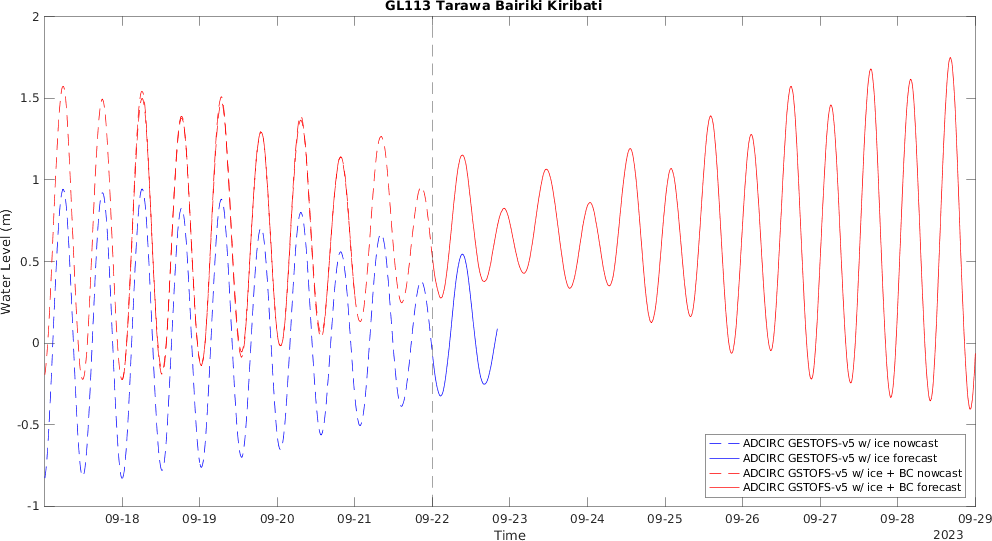 GL113 Tarawa Bairiki Kiribati
2
1.5
1
0.5
0
-0.5
-1
Water Level (m)
09-18
09-19
09-20
09-21
09-22
09-23
09-24
09-25
09-26
09-27
09-28
09-29
Time
2023
ADCIRC GESTOFS-v5 w/ ice nowcast
ADCIRC GESTOFS-v5 w/ ice forecast
ADCIRC GSTOFS-v5 w/ ice + BC nowcast
ADCIRC GSTOFS-v5 w/ ice + BC forecast